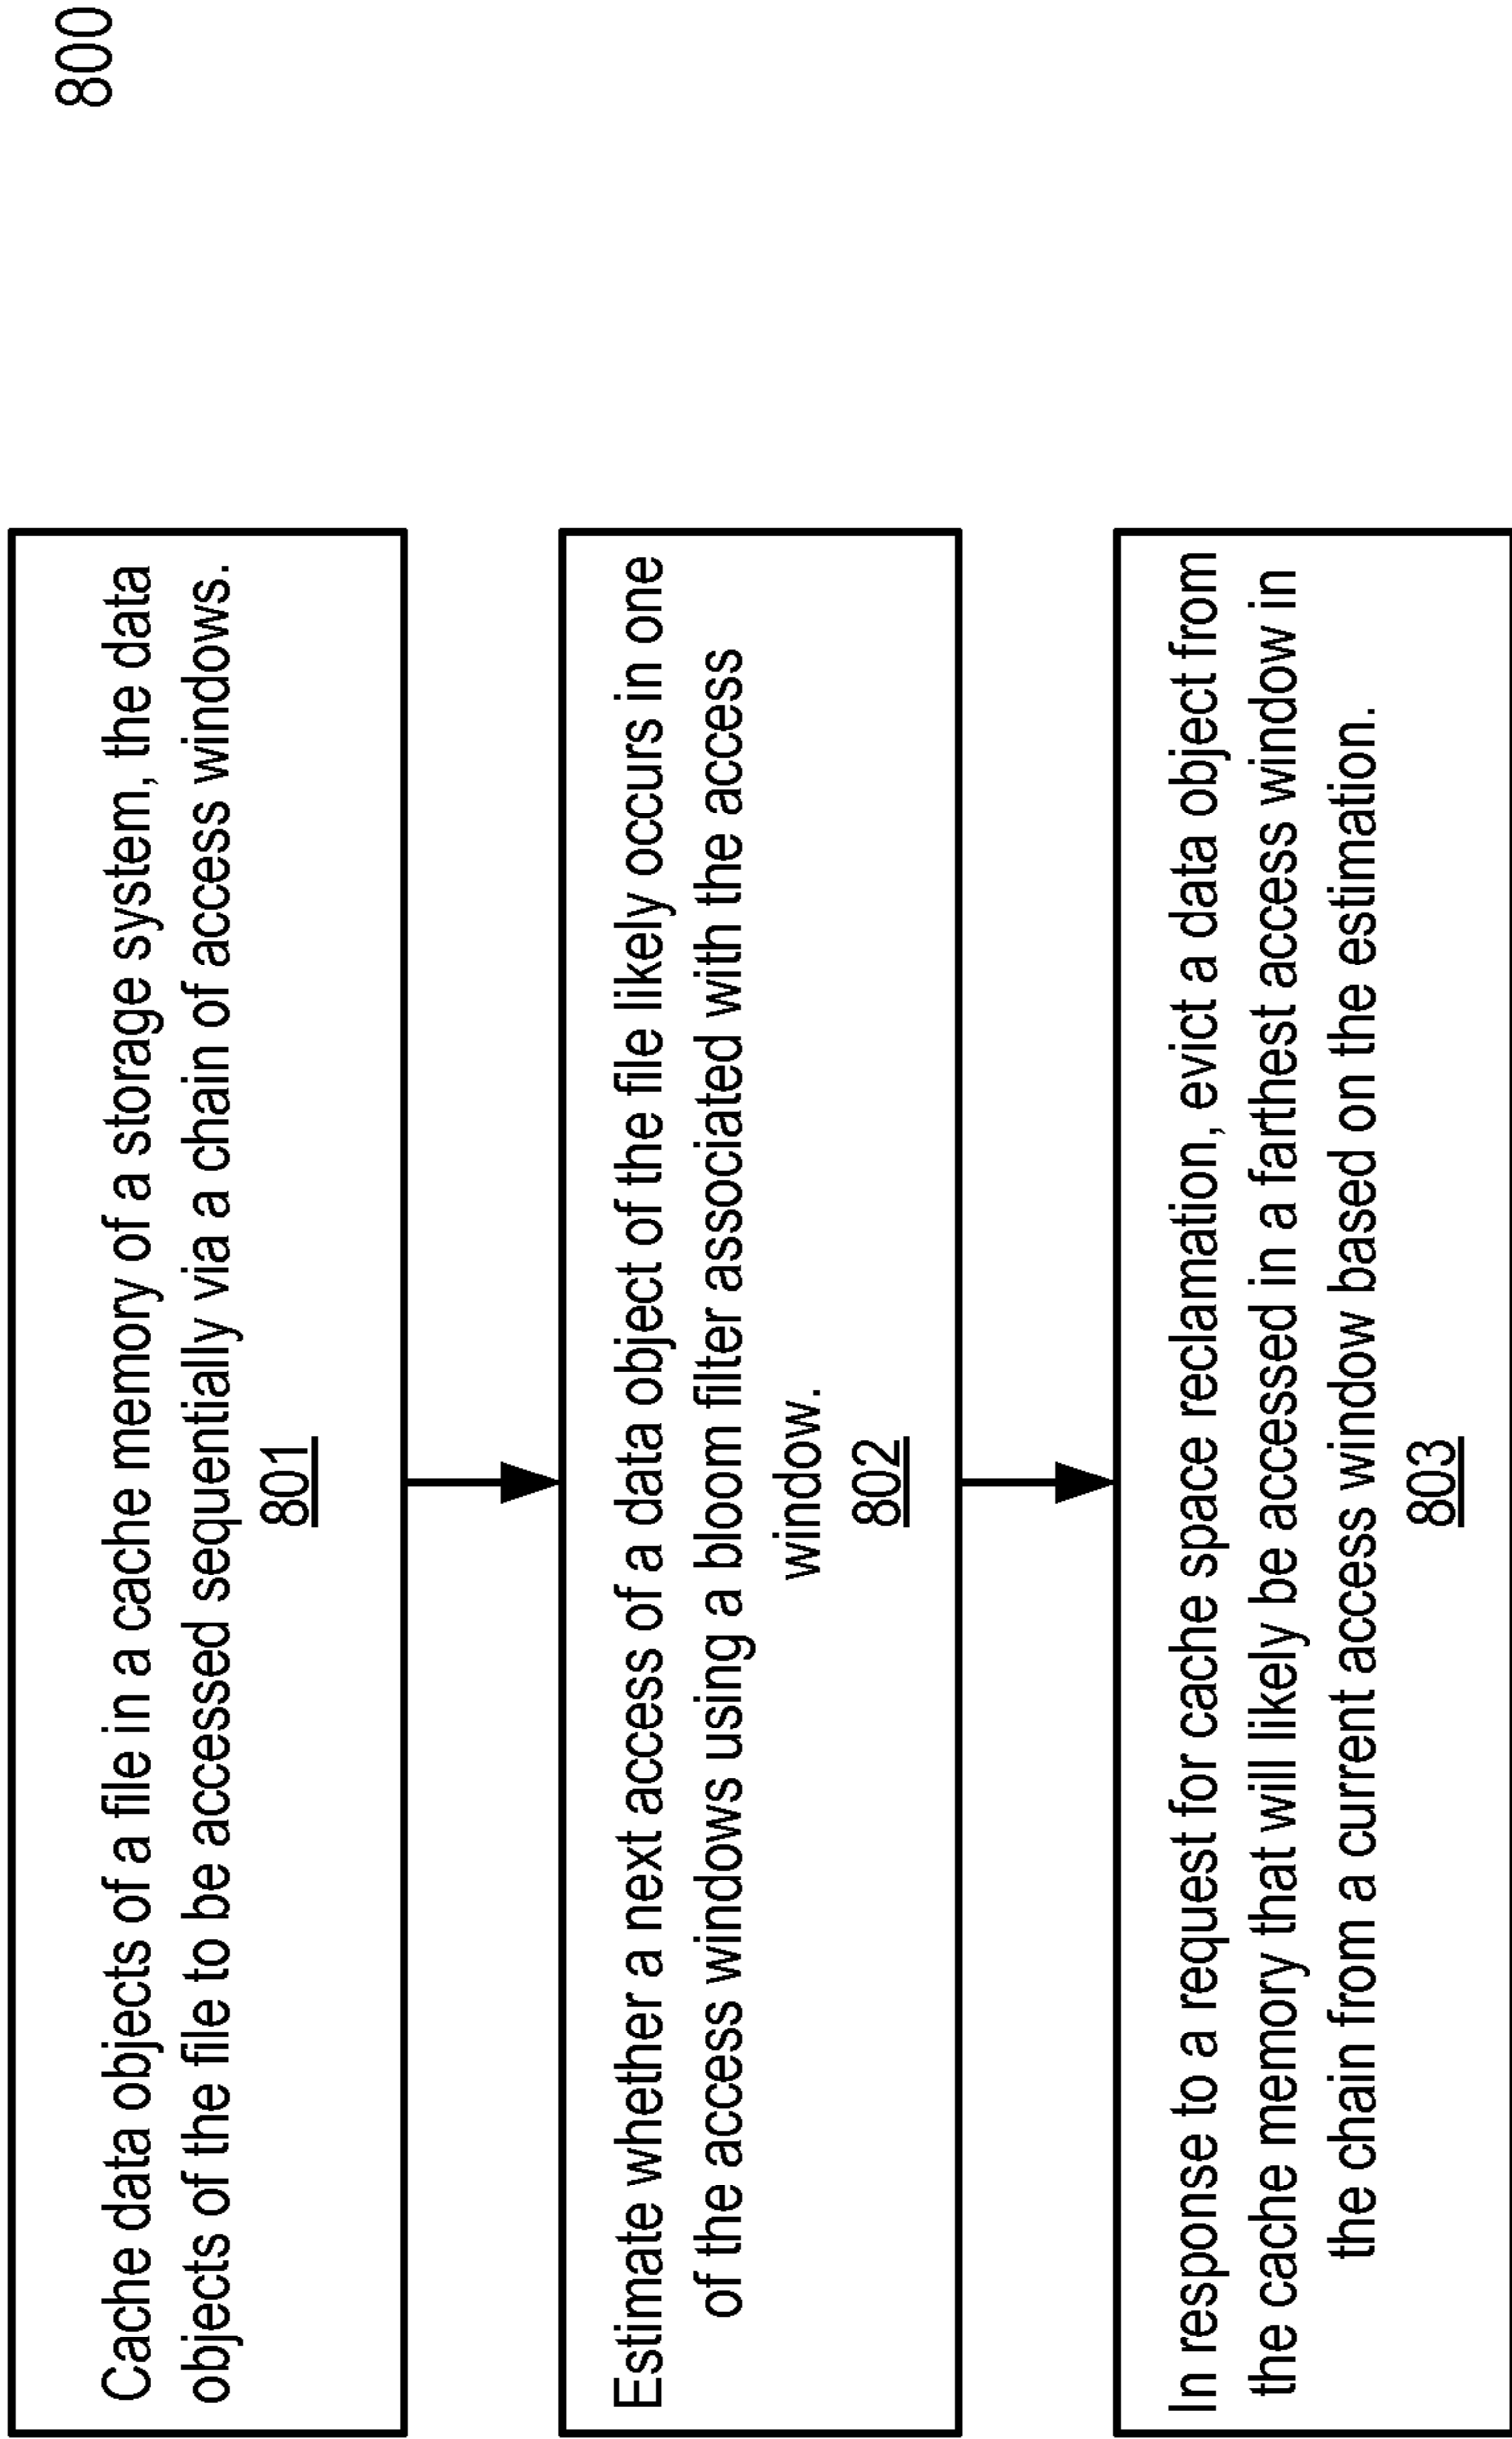 800
Cache data objects of a file in a cache memory of a storage system, the data
objects of the file to be accessed sequentially via a chain of access windows.
801
Estimate whether a next access of a data object of the file likely occurs in one
of the access windows using a bloom filter associated with the access
window.
802
In response to a request for cache space reclamation, evict a data object from
the cache memory that will likely be accessed in a farthest access window in
the chain from a current access window based on the estimation.
803